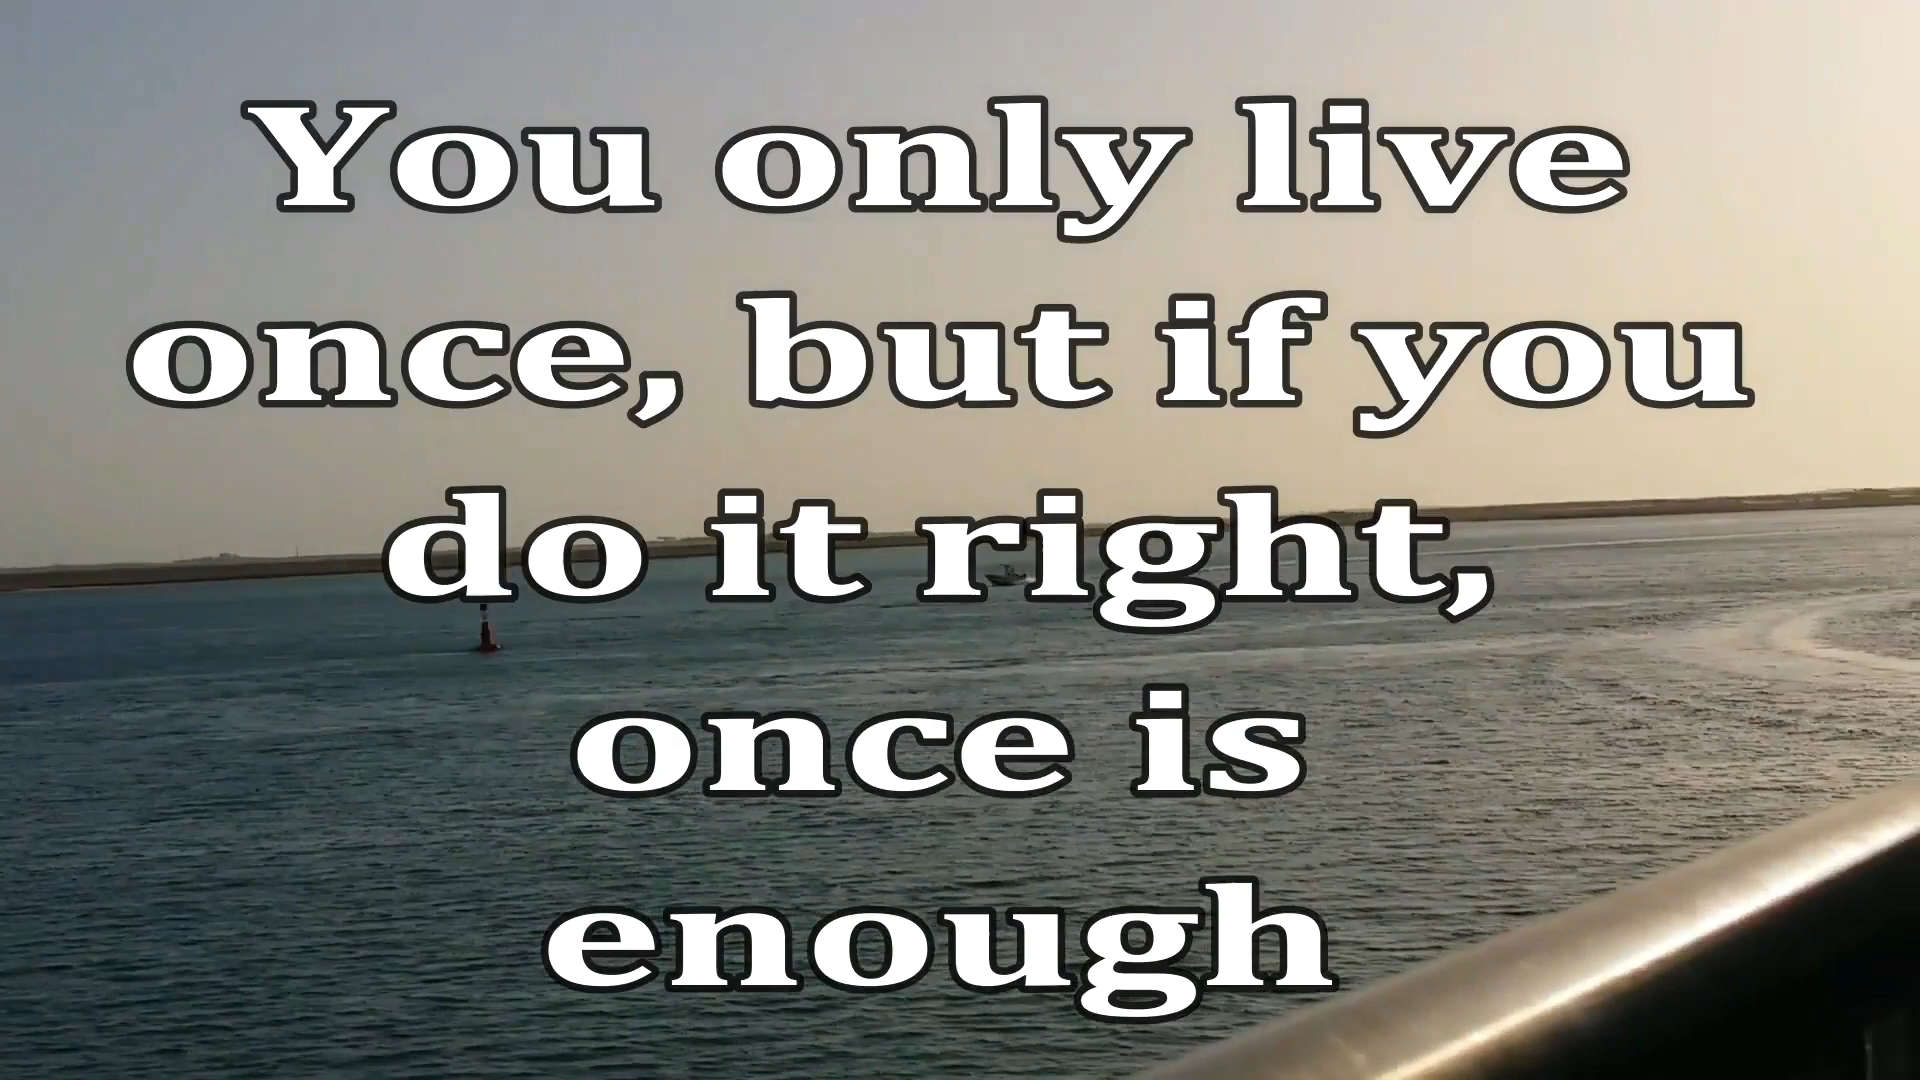 You only live
once, but if you
do it right,
once is
enough